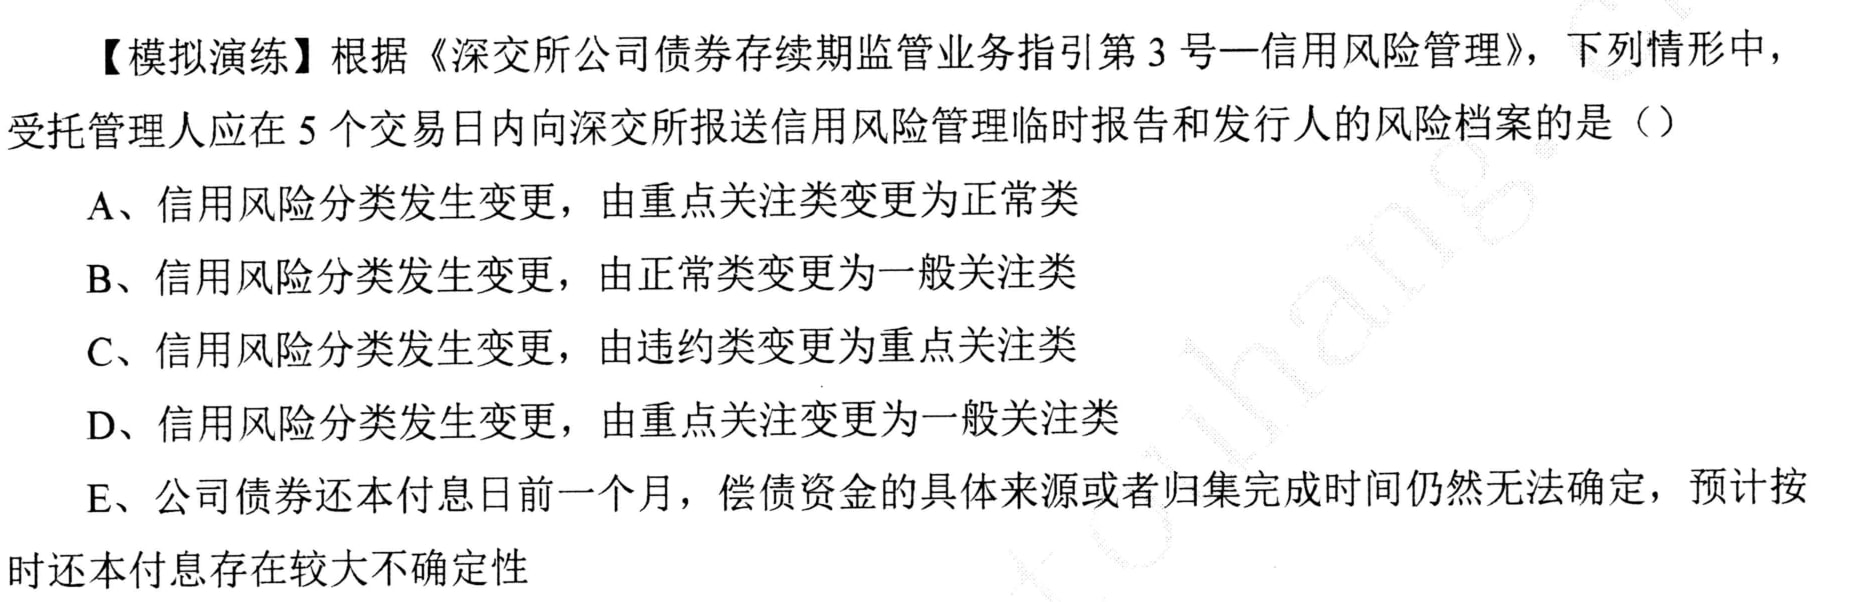 【模拟演练】根据《深交所公司债券存续期监管业务指引第 3 号—信用风险管理》，下列情形中，
受托管理人应在 5 个交易日内向深交所报送信用风险管理临时报告和发行人的风险档案的是（）
A、信用风险分类发生变更，由重点关注类变更为正常类
B、信用风险分类发生变更，由正常类变更为一般关注类
C、信用风险分类发生变更，由违约类变更为重点关注类
D、信用风险分类发生变更，由重点关注变更为一般关注类
E、公司债券还本付息日前一个月，偿债资金的具体来源或者归集完成时间仍然无法确定，预计按
时还本付息存在较大不确定性